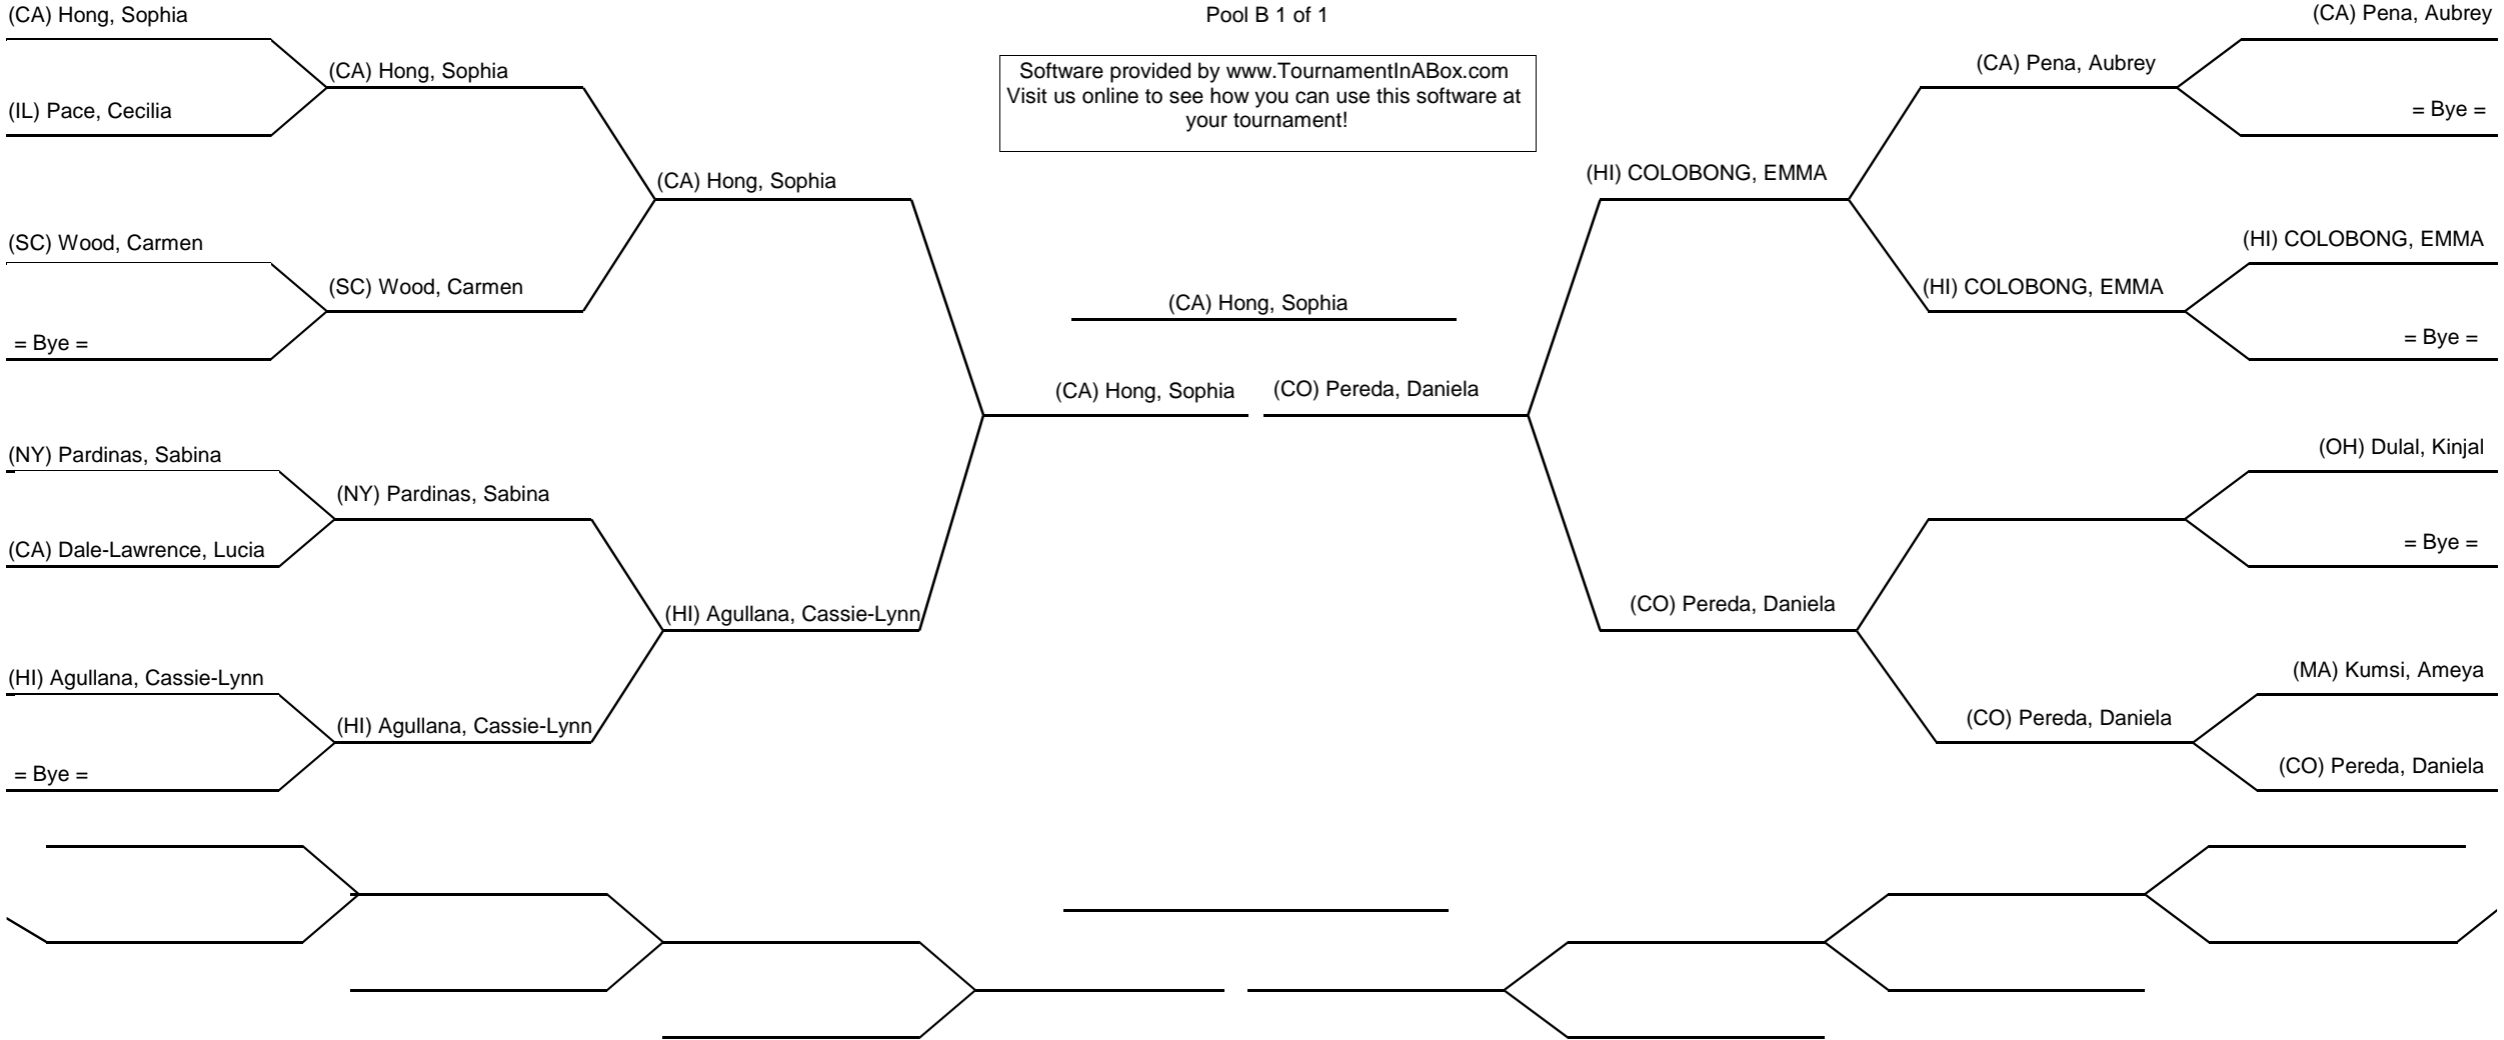 Pool B 1 of 1
Software provided by www.TournamentInABox.com
Visit us online to see how you can use this software at
your tournament!
(CA) Hong, Sophia
(IL) Pace, Cecilia
(SC) Wood, Carmen
= Bye =
(NY) Pardinas, Sabina
(CA) Dale-Lawrence, Lucia
(HI) Agullana, Cassie-Lynn
= Bye =
(CA) Hong, Sophia
(SC) Wood, Carmen
(NY) Pardinas, Sabina
(HI) Agullana, Cassie-Lynn
(CA) Hong, Sophia
(HI) Agullana, Cassie-Lynn
(CA) Hong, Sophia
(CA) Hong, Sophia
(CO) Pereda, Daniela
(HI) COLOBONG, EMMA
(CO) Pereda, Daniela
(CA) Pena, Aubrey
(HI) COLOBONG, EMMA
(CO) Pereda, Daniela
(CA) Pena, Aubrey
= Bye =
(HI) COLOBONG, EMMA
= Bye =
(OH) Dulal, Kinjal
= Bye =
(MA) Kumsi, Ameya
(CO) Pereda, Daniela